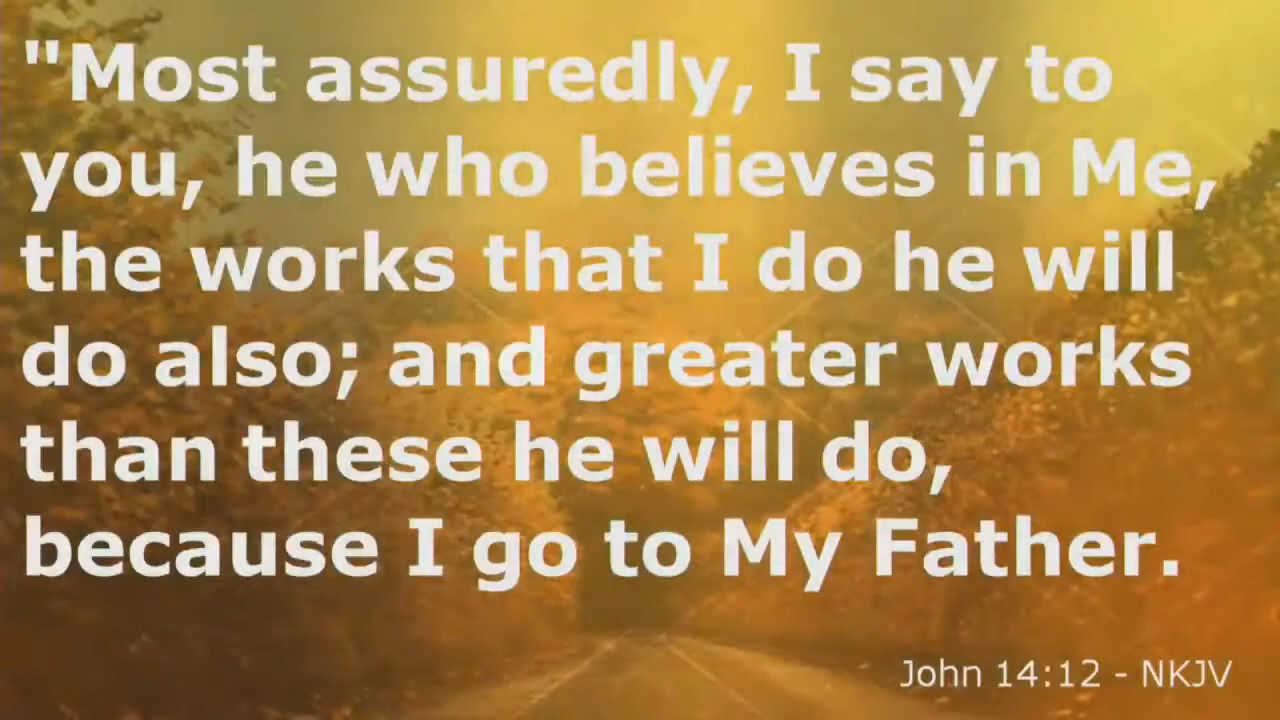 "Most assuredly, I say to
you, he who believes in Me,
the works that I do he will
do also; and greater works
than these he will do,
because I go to My Father.
John 14:12 - NKJV